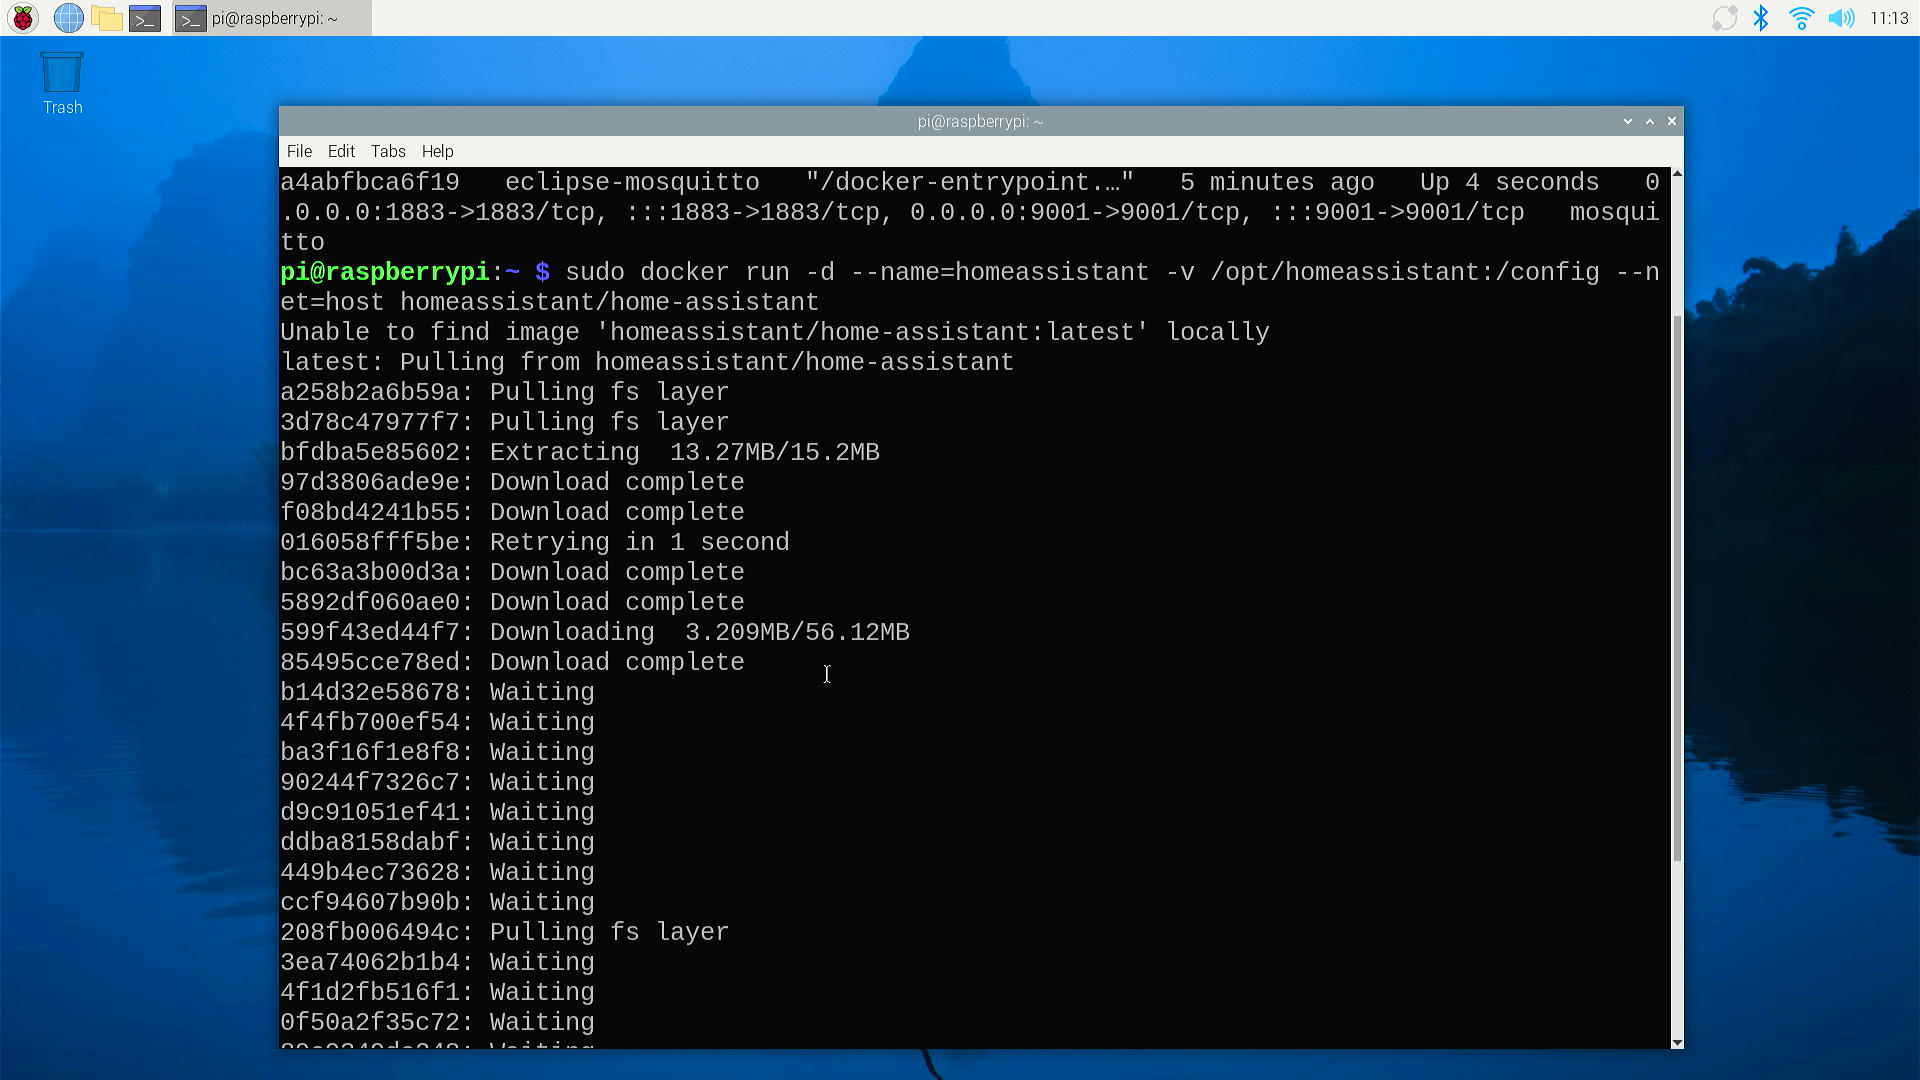 pi@raspberrypi: ~
11:13
Trash
pi@raspberrypi: ~
File Edit Tabs Help
a4abfbca6f19 eclipse-mosquitto "/docker-entrypoint.…" 5 minutes ago Up 4 seconds 0
.0.0.0:1883->1883/tcp, :::1883->1883/tcp, 0.0.0.0:9001->9001/tcp, :::9001->9001/tcp mosqui
tto
pi@raspberrypi:~ $ sudo docker run -d --name=homeassistant -v /opt/homeassistant:/config --n
et=host homeassistant/home-assistant
Unable to find image 'homeassistant/home-assistant:latest' locally
latest: Pulling from homeassistant/home-assistant
a258b2a6b59a: Pulling fs layer
3d78c47977f7: Pulling fs layer
bfdba5e85602: Extracting 13.27MB/15.2MB
97d3806ade9e: Download complete
f08bd4241b55: Download complete
016058fff5be: Retrying in 1 second
bc63a3b00d3a: Download complete
5892df060ae0: Download complete
599f43ed44f7: Downloading 3.209MB/56.12MB
85495cce78ed: Download complete
b14d32e58678: Waiting
4f4fb700ef54: Waiting
ba3f16f1e8f8: Waiting
90244f7326c7: Waiting
d9c91051ef41: Waiting
ddba8158dabf: Waiting
449b4ec73628: Waiting
ccf94607b90b: Waiting
208fb006494c: Pulling fs layer
3ea74062b1b4: Waiting
4f1d2fb516f1: Waiting
0f50a2f35c72: Waiting
Waiting